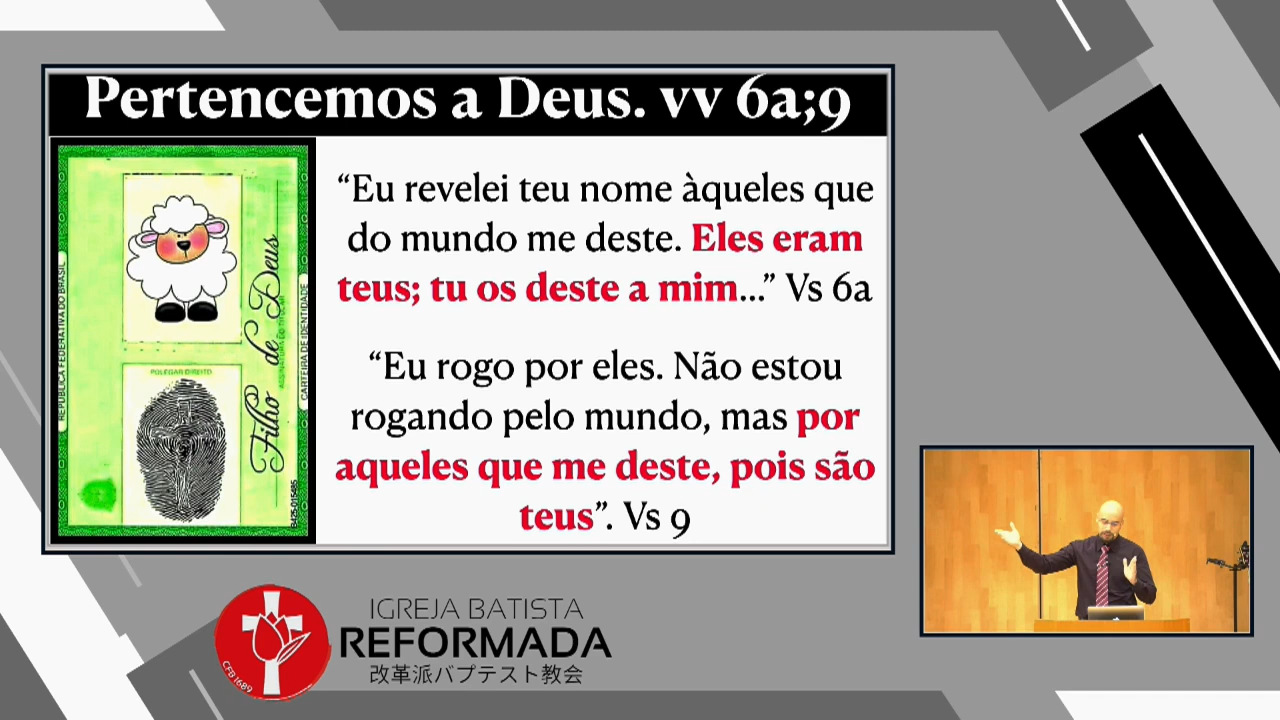 Pertencemos a Deus. vv 6a;9
“Eu revelei teu nome àqueles que
do mundo me deste. Eles eram
teus; tu os deste a mim...” Vs 6a
“Eu rogo por eles. Não estou
rogando pelo mundo, mas por
aqueles que me deste, pois são
teus”. Vs 9
REPÚBLICA FEDERATIVA DO BRASIL
POLEGAR DIREITO
Filho de Deus
ASSINATURA DO TITULAR
CARTEIRA DE IDENTIDADE
IGREJA BATISTA
REFORMADA
改革派バプテスト教会
CFB 1689